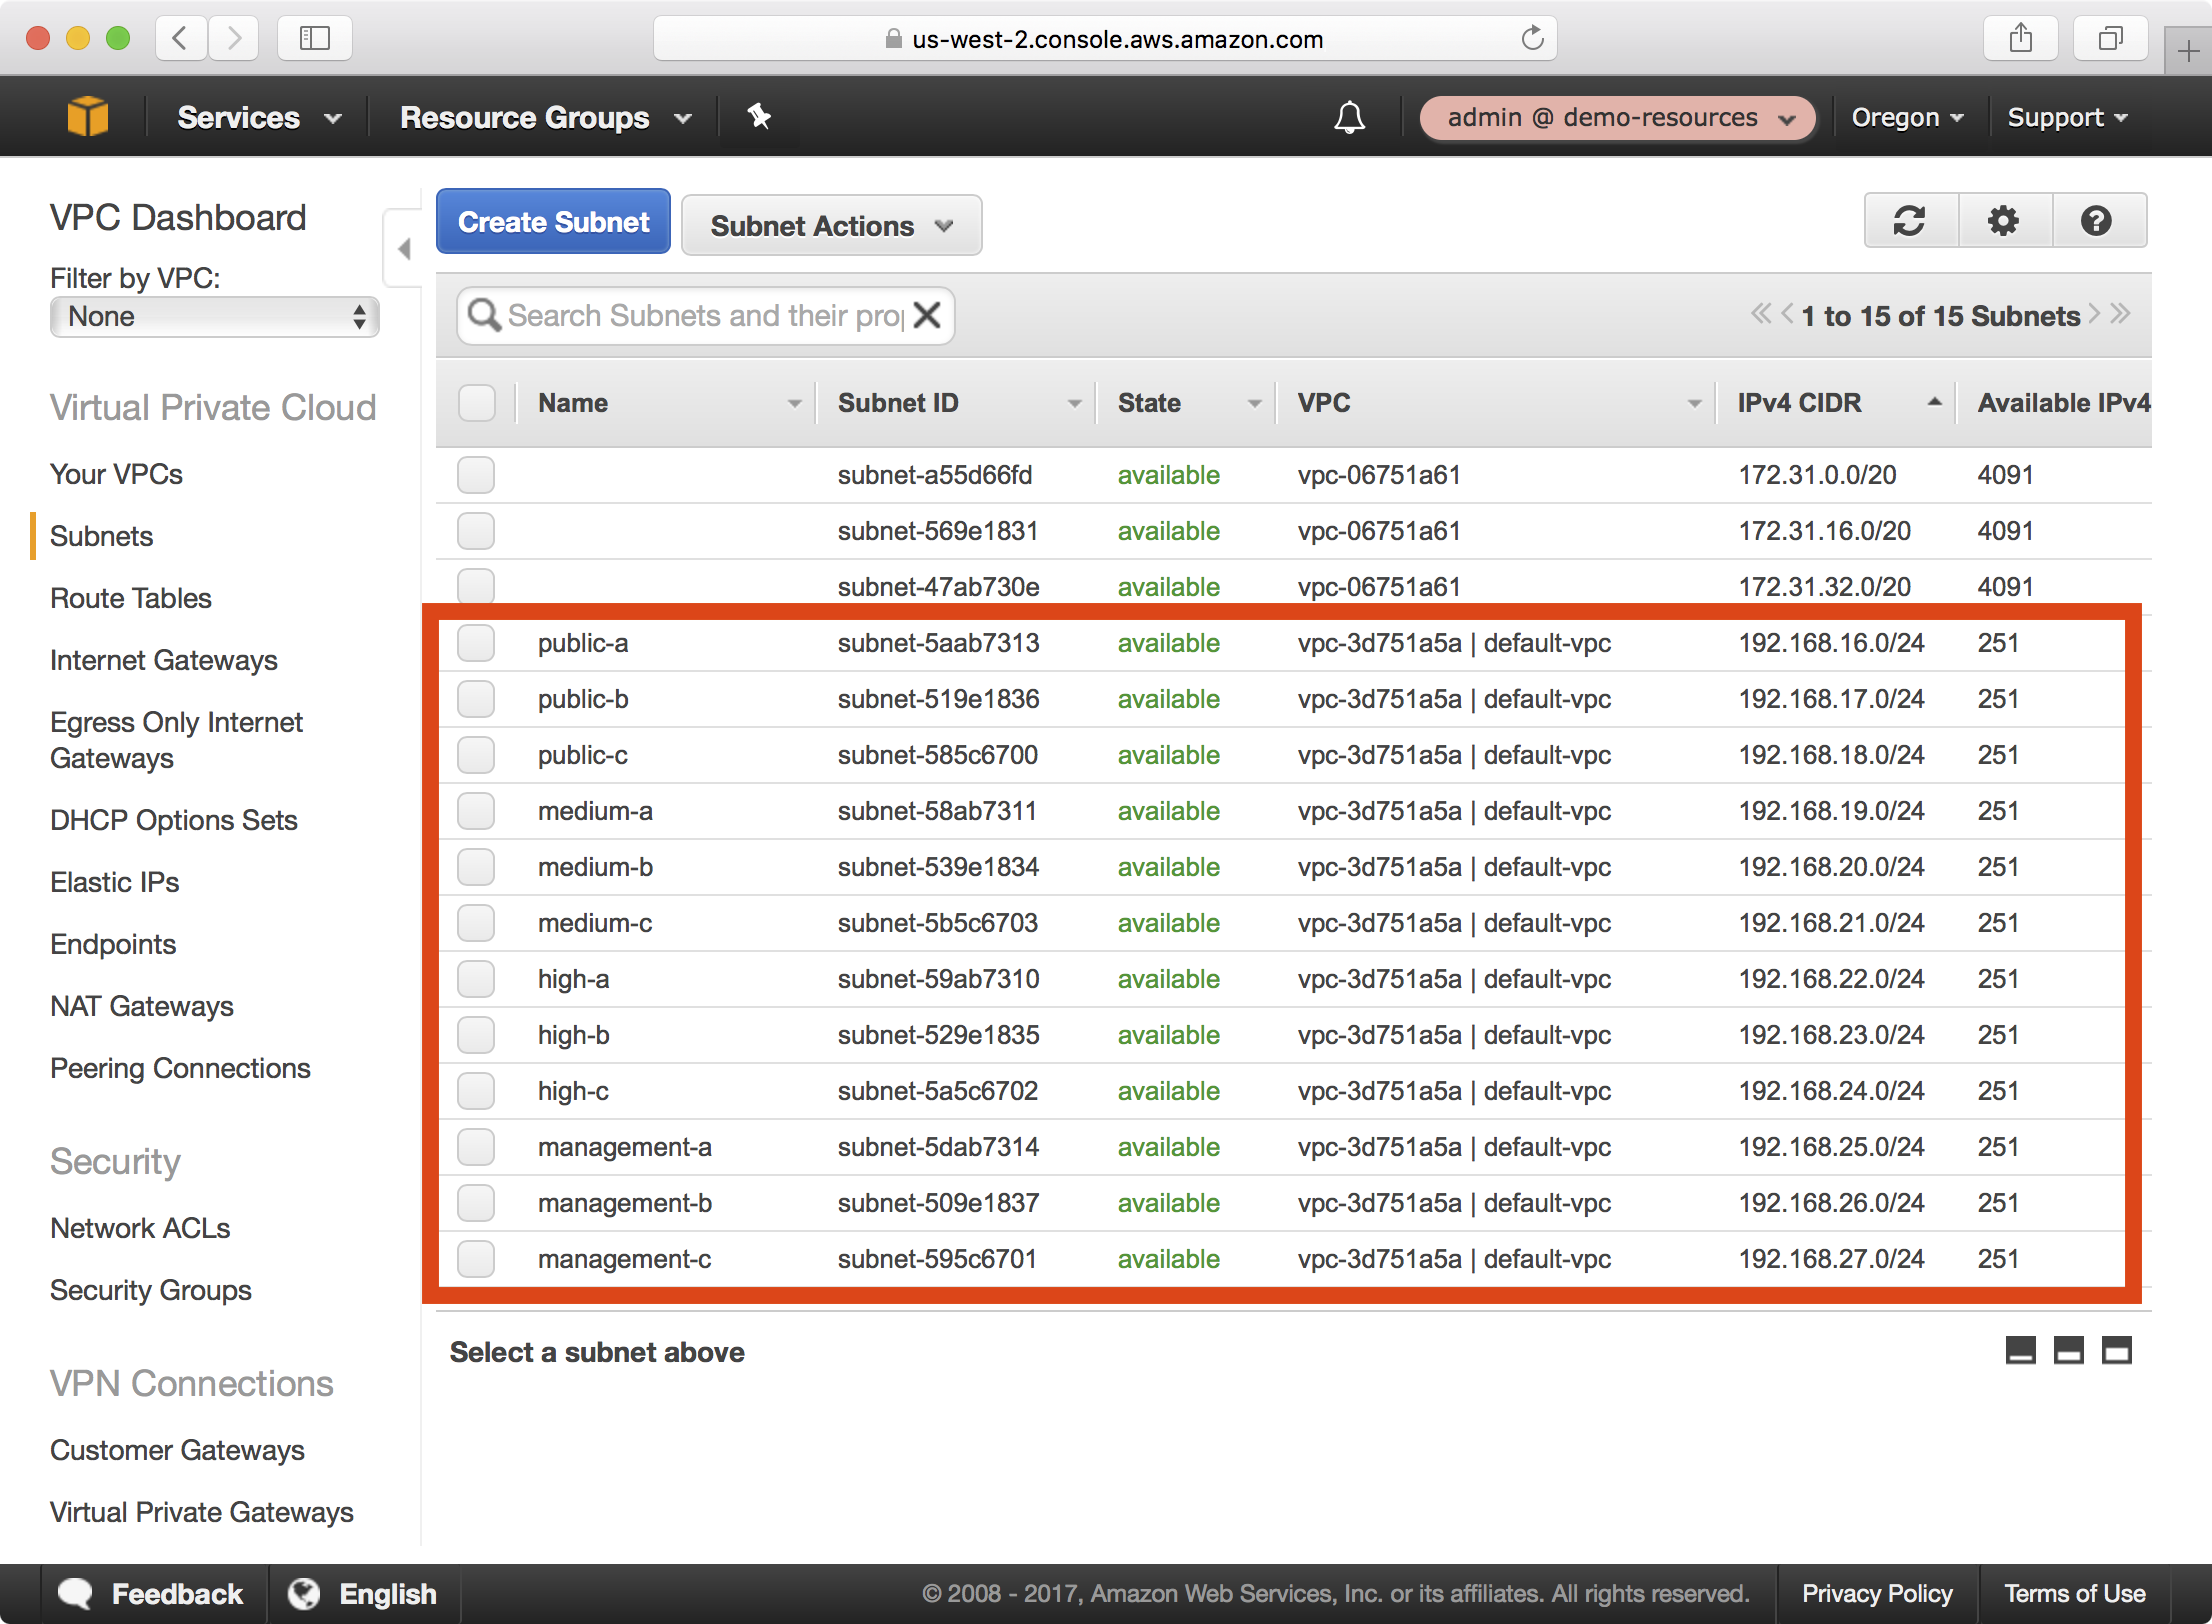 us-west-2.console.aws.amazon.com
Services Resource Groups admin @ demo-resources Oregon Support
VPC Dashboard
Filter by VPC:
None
Virtual Private Cloud
Your VPCs
Subnets
Route Tables
Internet Gateways
Egress Only Internet
Gateways
DHCP Options Sets
Elastic IPs
Endpoints
NAT Gateways
Peering Connections
Security
Network ACLs
Security Groups
VPN Connections
Customer Gateways
Virtual Private Gateways
Create Subnet Subnet Actions
Search Subnets and their prop 1 to 15 of 15 Subnets
Name Subnet ID State VPC IPv4 CIDR Available IPv4
subnet-a55d66fd available vpc-06751a61 172.31.0.0/20 4091
subnet-569e1831 available vpc-06751a61 172.31.16.0/20 4091
subnet-47ab730e available vpc-06751a61 172.31.32.0/20 4091
public-a subnet-5aab7313 available vpc-3d751a5a | default-vpc 192.168.16.0/24 251
public-b subnet-519e1836 available vpc-3d751a5a | default-vpc 192.168.17.0/24 251
public-c subnet-585c6700 available vpc-3d751a5a | default-vpc 192.168.18.0/24 251
medium-a subnet-58ab7311 available vpc-3d751a5a | default-vpc 192.168.19.0/24 251
medium-b subnet-539e1834 available vpc-3d751a5a | default-vpc 192.168.20.0/24 251
medium-c subnet-5b5c6703 available vpc-3d751a5a | default-vpc 192.168.21.0/24 251
high-a subnet-59ab7310 available vpc-3d751a5a | default-vpc 192.168.22.0/24 251
high-b subnet-529e1835 available vpc-3d751a5a | default-vpc 192.168.23.0/24 251
high-c subnet-5a5c6702 available vpc-3d751a5a | default-vpc 192.168.24.0/24 251
management-a subnet-5dab7314 available vpc-3d751a5a | default-vpc 192.168.25.0/24 251
management-b subnet-509e1837 available vpc-3d751a5a | default-vpc 192.168.26.0/24 251
management-c subnet-595c6701 available vpc-3d751a5a | default-vpc 192.168.27.0/24 251
Select a subnet above
Feedback English © 2008 - 2017, Amazon Web Services, Inc. or its affiliates. All rights reserved. Privacy Policy Terms of Use